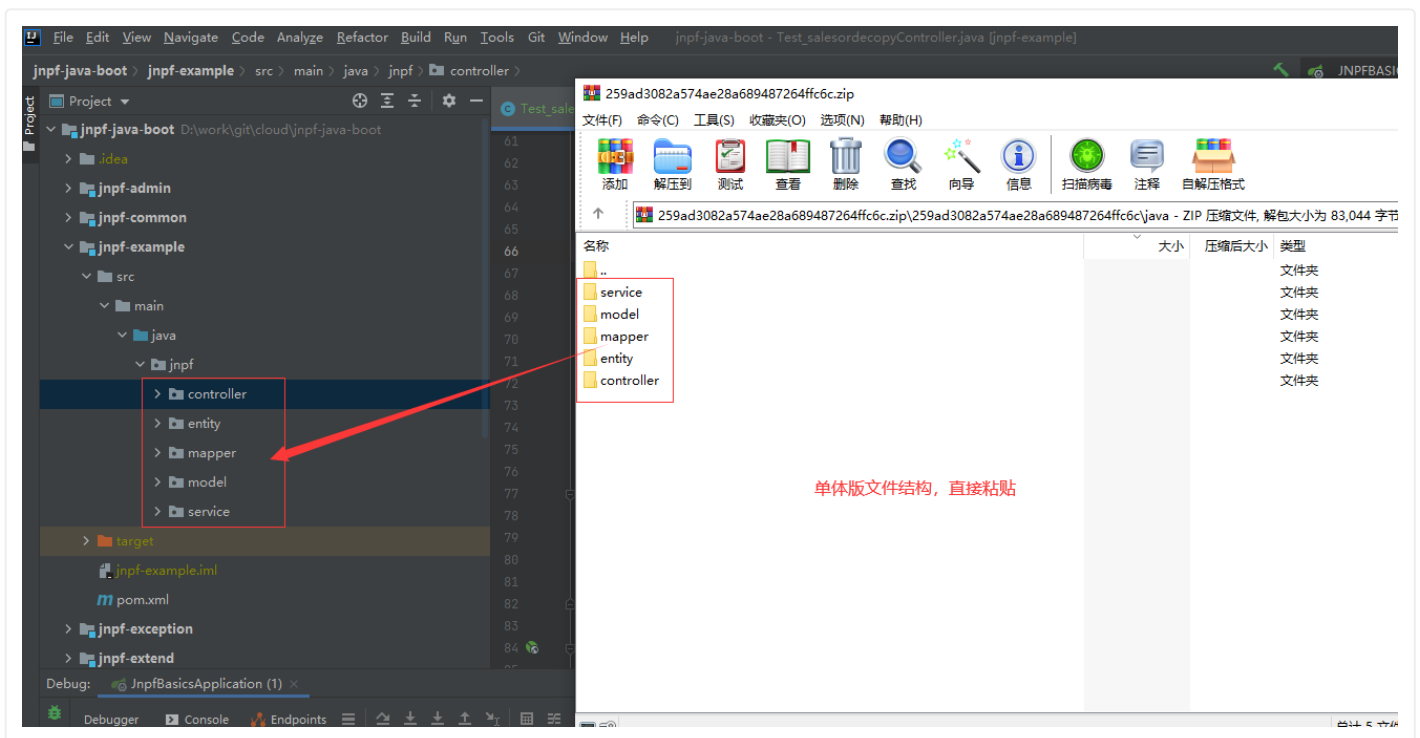 File Edit View Navigate Code Analyze Refactor Build Run Tools Git Window Help jnpf-java-boot - Test_salesordecopyController.java [jnpf-example]
jnpf-java-boot jnpf-example src main java jnpf controller
JNPFBASI
Project
Project
Test_sale
jnpf-java-boot D:\work\git\cloud\jnpf-java-boot
.idea
jnpf-admin
jnpf-common
jnpf-example
src
main
java
jnpf
controller
entity
mapper
model
service
target
jnpf-example.iml
pom.xml
jnpf-exception
jnpf-extend
61
62
63
64
65
66
67
68
69
70
71
72
73
74
75
76
77
78
79
80
81
82
83
84
Debug: JnpfBasicsApplication (1)
Debugger Console Endpoints
259ad3082a574ae28a689487264ffc6c.zip
文件(F) 命令(C) 工具(S) 收藏夹(O) 选项(N) 帮助(H)
添加 解压到 测试 查看 删除 查找 向导 信息 扫描病毒 注释 自解压格式
259ad3082a574ae28a689487264ffc6c.zip\259ad3082a574ae28a689487264ffc6c\java - ZIP 压缩文件, 解包大小为 83,044 字节
名称 大小 压缩后大小 类型
.. 文件夹
service 文件夹
model 文件夹
mapper 文件夹
entity 文件夹
controller 文件夹
单体版文件结构，直接粘贴